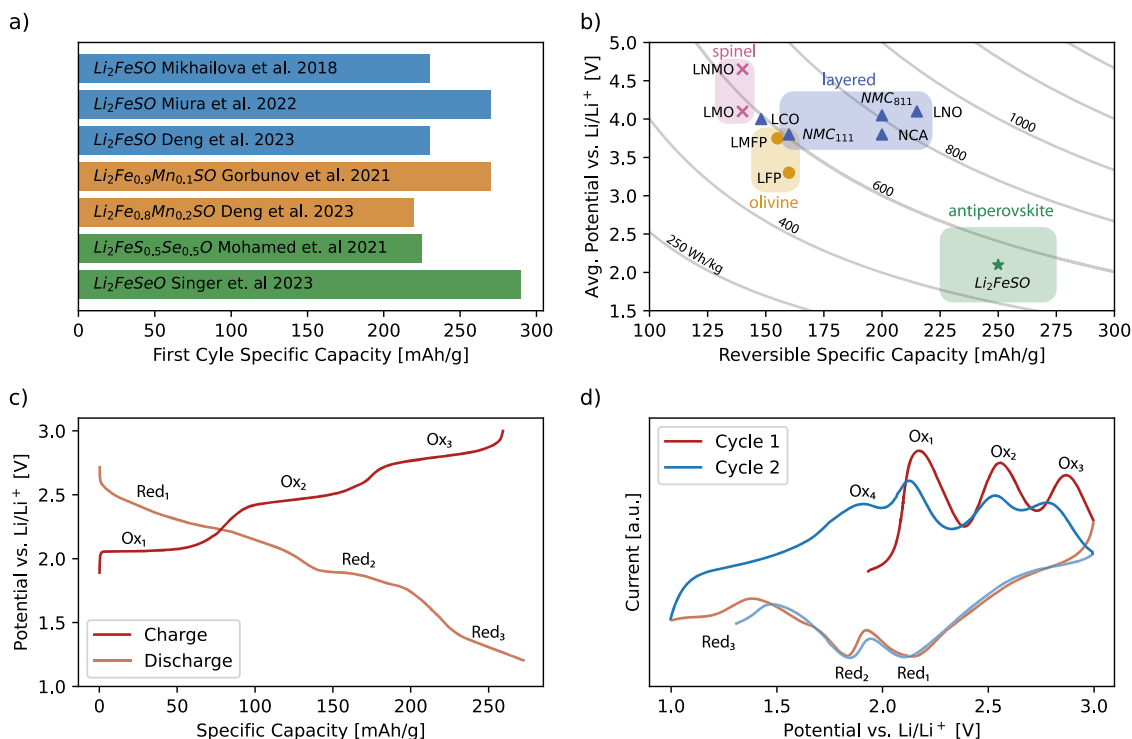 a)
Li₂FeSO Mikhailova et al. 2018
Li₂FeSO Miura et al. 2022
Li₂FeSO Deng et al. 2023
Li₂Fe₀.₉Mn₀.₁SO Gorbunov et al. 2021
Li₂Fe₀.₈Mn₀.₂SO Deng et al. 2023
Li₂FeS₀.₅Se₀.₅O Mohamed et. al 2021
Li₂FeSeO Singer et. al 2023
0 50 100 150 200 250 300
First Cyle Specific Capacity [mAh/g]
b)
Avg. Potential vs. Li/Li⁺ [V]
5.0
4.5
4.0
3.5
3.0
2.5
2.0
1.5
spinel
LNMO
LMO
layered
NMC₈₁₁
LCO
LNO
NMC₁₁₁
NCA
LMFP
LFP
olivine
antiperovskite
Li₂FeSO
1000
800
600
400
250 Wh/kg
100 125 150 175 200 225 250 275 300
Reversible Specific Capacity [mAh/g]
c)
Potential vs. Li/Li⁺ [V]
3.0
2.5
2.0
1.5
1.0
Ox₁
Ox₂
Ox₃
Red₁
Red₂
Red₃
Charge
Discharge
0 50 100 150 200 250
Specific Capacity [mAh/g]
d)
Current [a.u.]
Cycle 1
Cycle 2
Ox₁
Ox₂
Ox₃
Ox₄
Red₃
Red₂
Red₁
1.0 1.5 2.0 2.5 3.0
Potential vs. Li/Li⁺ [V]